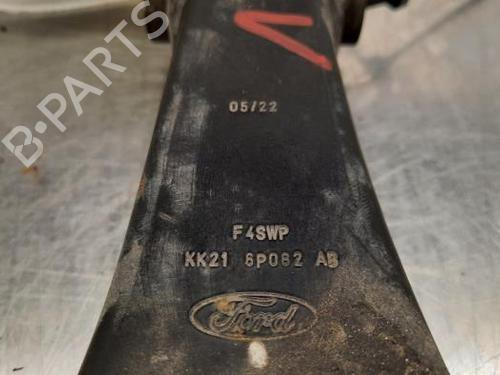 B-PARTS
V
05/22
F4SWP
KK21 6P082 AB
Ford